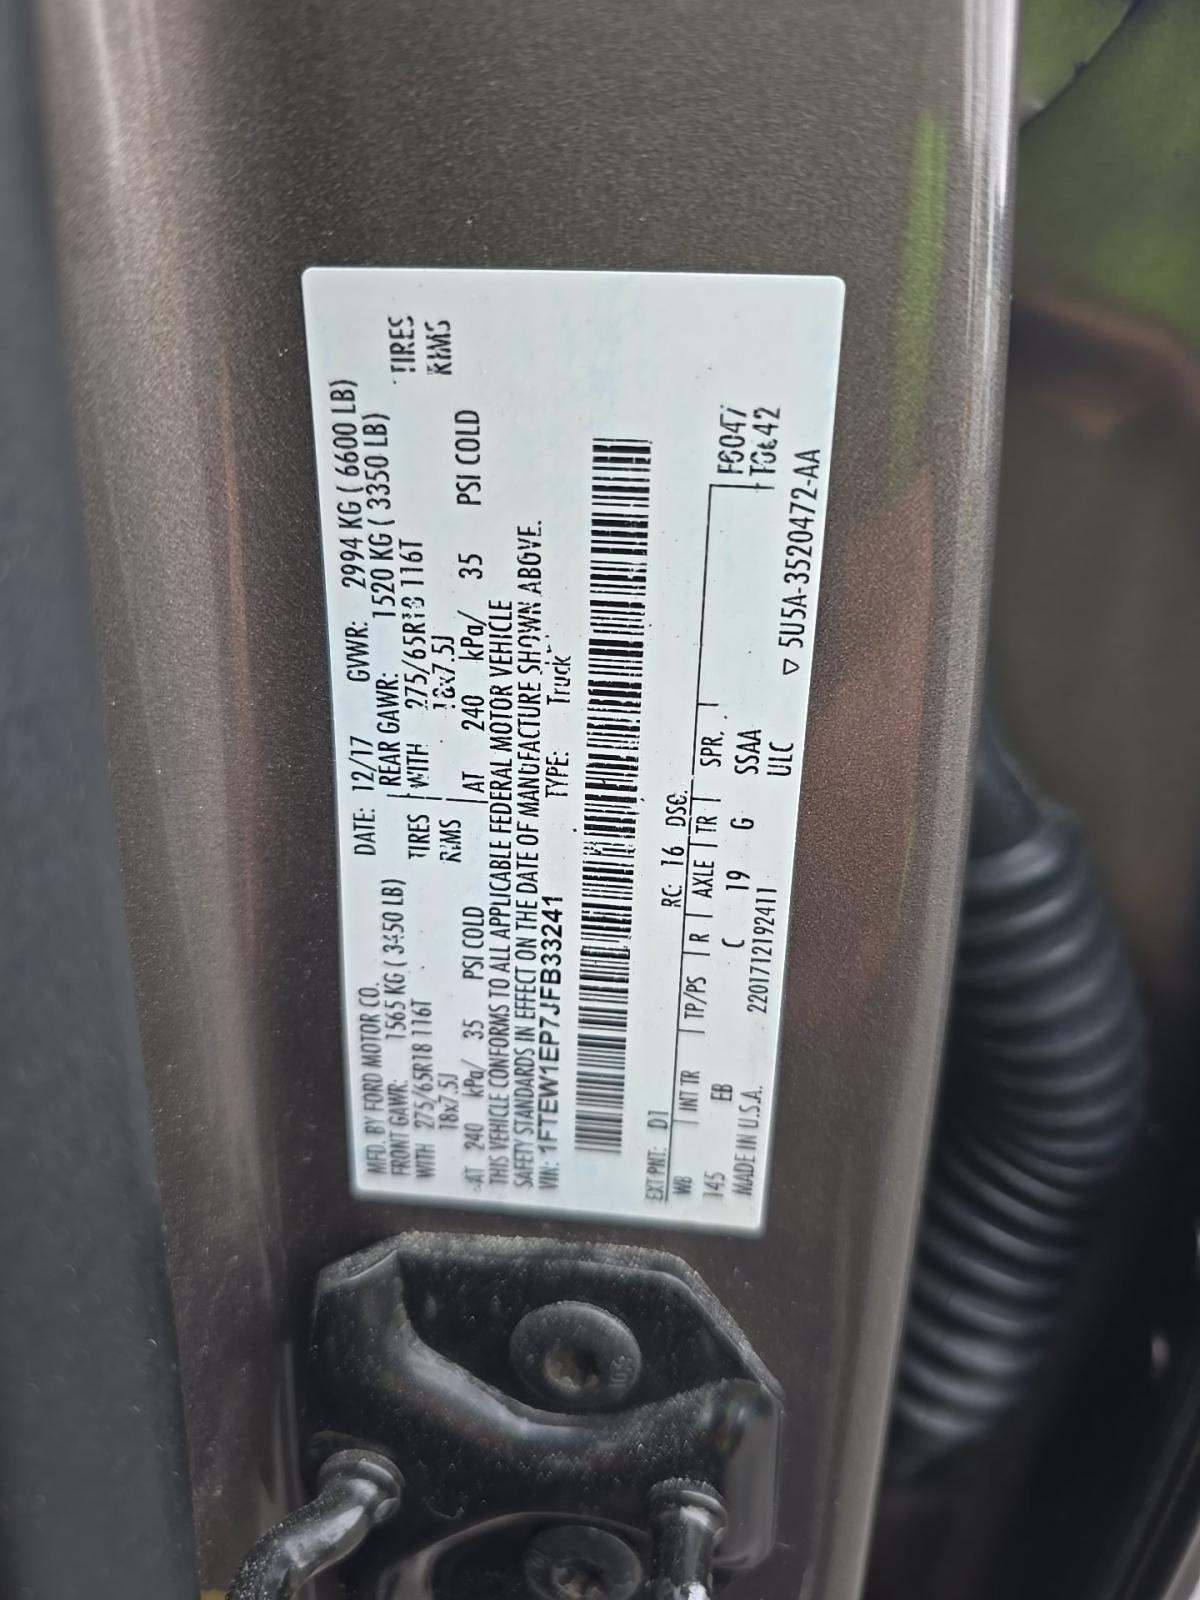 MFD. BY FORD MOTOR CO. DATE: 12/17 GVWR: 2994 KG ( 6600 LB)
FRONT GAWR: 1565 KG ( 3450 LB) REAR GAWR: 1520 KG ( 3350 LB)
WITH 275/65R18 116T TIRES WITH 275/65R18 116T TIRES
18x7.5J RIMS 18x7.5J RIMS
AT 240 kPa/ 35 PSI COLD AT 240 kPa/ 35 PSI COLD
THIS VEHICLE CONFORMS TO ALL APPLICABLE FEDERAL MOTOR VEHICLE
SAFETY STANDARDS IN EFFECT ON THE DATE OF MANUFACTURE SHOWN ABOVE.
VIN: 1FTEW1EP7JFB33241 TYPE: Truck
EXT PNT: D1 RC: 16 DSO:
WB INT TR TP/PS R AXLE TR SPR. F6047
145 EB C 19 G SSAA T0642
MADE IN U.S.A. 2201712192411 ULC
▽ 5U5A-3520472-AA